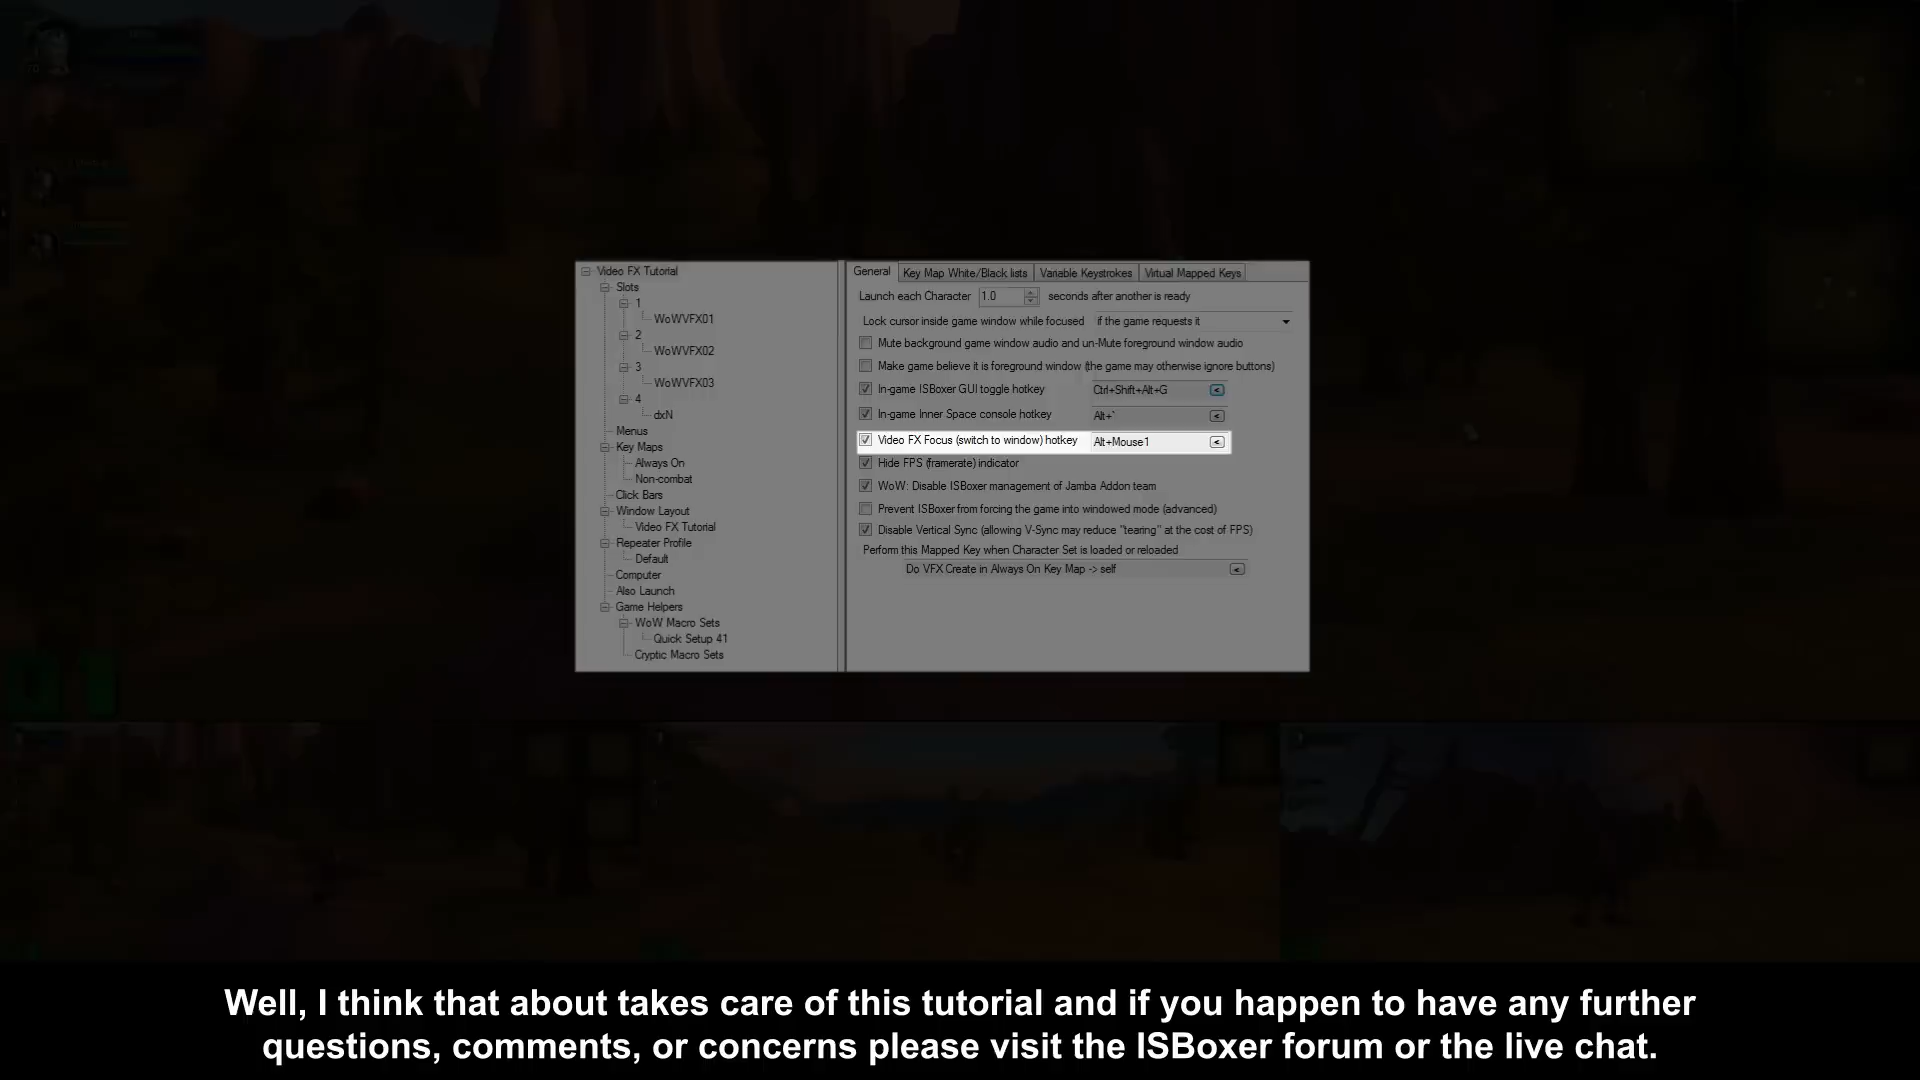 Video FX Tutorial
Slots
1
WoWVFX01
2
WoWVFX02
3
WoWVFX03
4
dxN
Menus
Key Maps
Always On
Non-combat
Click Bars
Window Layout
Video FX Tutorial
Repeater Profile
Default
Computer
Also Launch
Game Helpers
WoW Macro Sets
Quick Setup 41
Cryptic Macro Sets
General Key Map White/Black lists Variable Keystrokes Virtual Mapped Keys
Launch each Character 1.0 seconds after another is ready
Lock cursor inside game window while focused if the game requests it
Mute background game window audio and un-Mute foreground window audio
Make game believe it is foreground window (the game may otherwise ignore buttons)
In-game ISBoxer GUI toggle hotkey Ctrl+Shift+Alt+G <
In-game Inner Space console hotkey Alt+` <
Video FX Focus (switch to window) hotkey Alt+Mouse1 <
Hide FPS (framerate) indicator
WoW: Disable ISBoxer management of Jamba Addon team
Prevent ISBoxer from forcing the game into windowed mode (advanced)
Disable Vertical Sync (allowing V-Sync may reduce "tearing" at the cost of FPS)
Perform this Mapped Key when Character Set is loaded or reloaded
Do VFX Create in Always On Key Map -> self <
Well, I think that about takes care of this tutorial and if you happen to have any further
questions, comments, or concerns please visit the ISBoxer forum or the live chat.